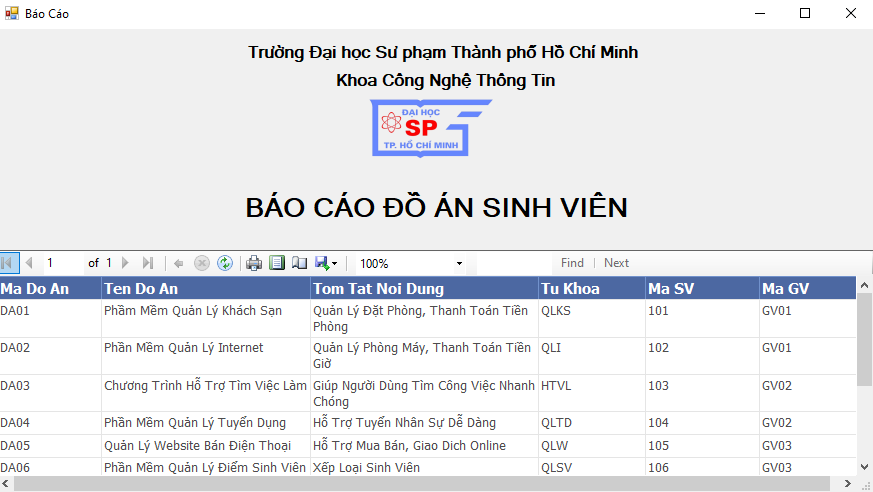 Báo Cáo
Trường Đại học Sư phạm Thành phố Hồ Chí Minh
Khoa Công Nghệ Thông Tin
ĐẠI HỌC
SP
TP. HỒ CHÍ MINH
BÁO CÁO ĐỒ ÁN SINH VIÊN
1 of 1 100% Find | Next
Ma Do An Ten Do An Tom Tat Noi Dung Tu Khoa Ma SV Ma GV
DA01 Phầm Mềm Quản Lý Khách Sạn Quản Lý Đặt Phòng, Thanh Toán Tiền QLKS 101 GV01
Phòng
DA02 Phần Mềm Quản Lý Internet Quản Lý Phòng Máy, Thanh Toán Tiền QLI 102 GV01
Giờ
DA03 Chương Trình Hỗ Trợ Tìm Việc Làm Giúp Người Dùng Tìm Công Việc Nhanh HTVL 103 GV02
Chóng
DA04 Phần Mềm Quản Lý Tuyển Dụng Hỗ Trợ Tuyển Nhân Sự Dễ Dàng QLTD 104 GV02
DA05 Quản Lý Website Bán Điện Thoại Hỗ Trợ Mua Bán, Giao Dich Online QLW 105 GV03
DA06 Phần Mềm Quản Lý Điểm Sinh Viên Xếp Loại Sinh Viên QLSV 106 GV03